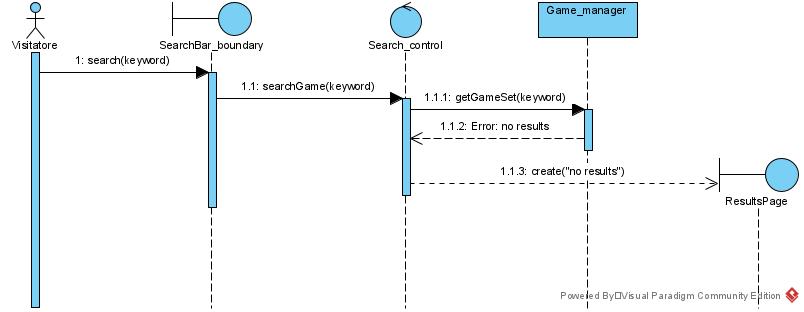 Game_manager
Visitatore
SearchBar_boundary
Search_control
1: search(keyword)
1.1: searchGame(keyword)
1.1.1: getGameSet(keyword)
1.1.2: Error: no results
1.1.3: create("no results")
ResultsPage
Powered By Visual Paradigm Community Edition